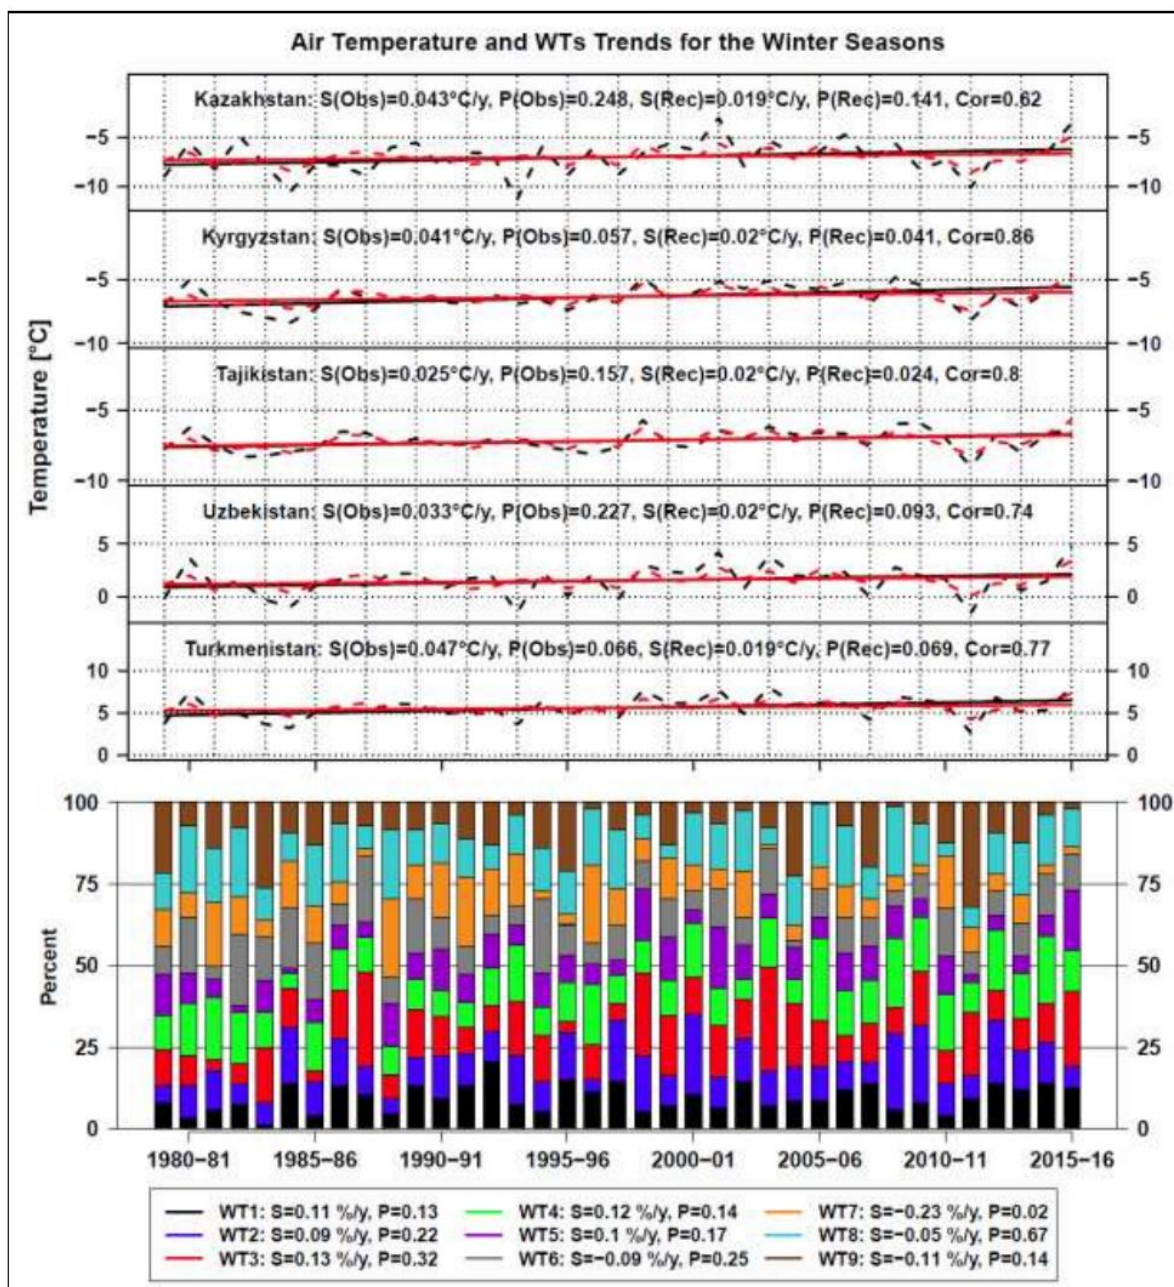 Air Temperature and WTs Trends for the Winter Seasons
Kazakhstan: S(Obs)=0.043°C/y, P(Obs)=0.248, S(Rec)=0.019°C/y, P(Rec)=0.141, Cor=0.62
−5 −5
−10 −10
Kyrgyzstan: S(Obs)=0.041°C/y, P(Obs)=0.057, S(Rec)=0.02°C/y, P(Rec)=0.041, Cor=0.86
−5 −5
−10 −10
Tajikistan: S(Obs)=0.025°C/y, P(Obs)=0.157, S(Rec)=0.02°C/y, P(Rec)=0.024, Cor=0.8
−5 −5
−10 −10
Temperature [°C]
Uzbekistan: S(Obs)=0.033°C/y, P(Obs)=0.227, S(Rec)=0.02°C/y, P(Rec)=0.093, Cor=0.74
5 5
0 0
Turkmenistan: S(Obs)=0.047°C/y, P(Obs)=0.066, S(Rec)=0.019°C/y, P(Rec)=0.069, Cor=0.77
10 10
5 5
0 0
100 100
75 75
50 50
25 25
0 0
Percent
1980−81 1985−86 1990−91 1995−96 2000−01 2005−06 2010−11 2015−16
WT1: S=0.11 %/y, P=0.13 WT4: S=0.12 %/y, P=0.14 WT7: S=−0.23 %/y, P=0.02
WT2: S=0.09 %/y, P=0.22 WT5: S=0.1 %/y, P=0.17 WT8: S=−0.05 %/y, P=0.67
WT3: S=0.13 %/y, P=0.32 WT6: S=−0.09 %/y, P=0.25 WT9: S=−0.11 %/y, P=0.14